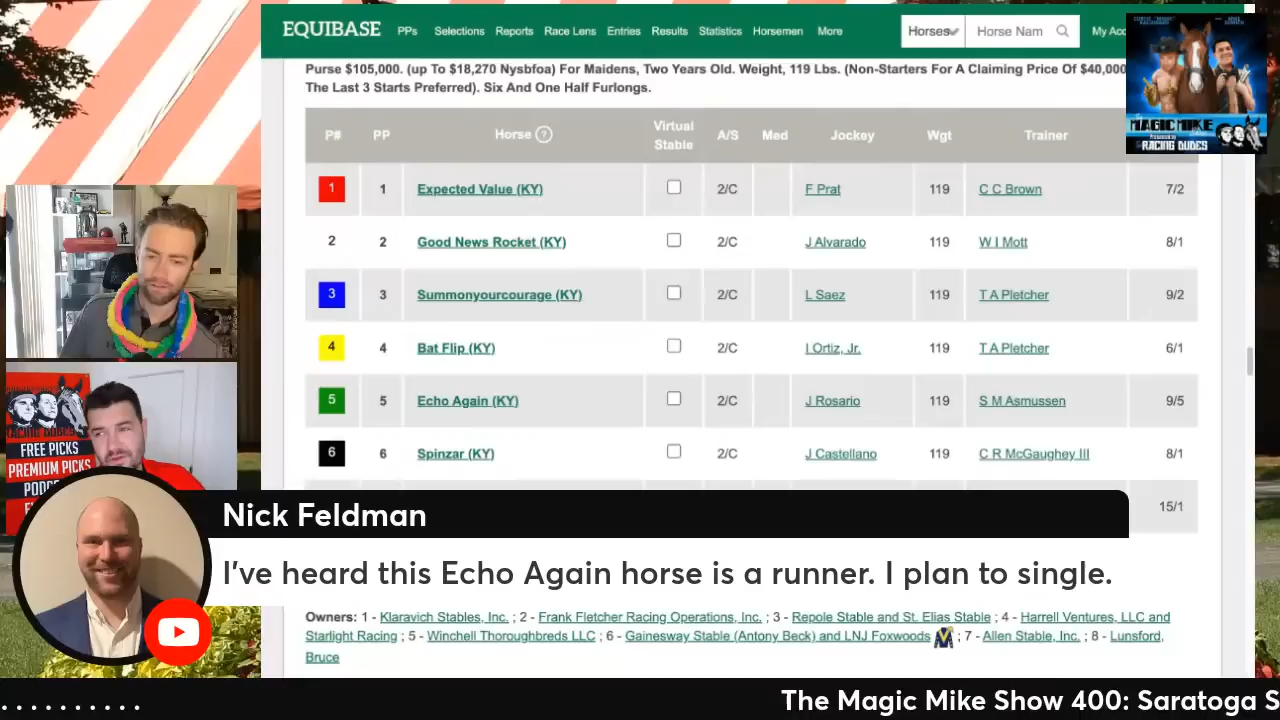 EQUIBASE PPs Selections Reports Race Lens Entries Results Statistics Horsemen More Horses Horse Nam My Acc
Purse $105,000. (up To $18,270 Nysbfoa) For Maidens, Two Years Old. Weight, 119 Lbs. (Non-Starters For A Claiming Price Of $40,000
The Last 3 Starts Preferred). Six And One Half Furlongs.
MAGIC MIKE
RACING DUDES
P# PP Horse ? Virtual Stable A/S Med Jockey Wgt Trainer
1 1 Expected Value (KY) 2/C F Prat 119 C C Brown 7/2
2 2 Good News Rocket (KY) 2/C J Alvarado 119 W I Mott 8/1
3 3 Summonyourcourage (KY) 2/C L Saez 119 T A Pletcher 9/2
4 4 Bat Flip (KY) 2/C I Ortiz, Jr. 119 T A Pletcher 6/1
5 5 Echo Again (KY) 2/C J Rosario 119 S M Asmussen 9/5
6 6 Spinzar (KY) 2/C J Castellano 119 C R McGaughey III 8/1
15/1
RACING DUDES
FREE PICKS
PREMIUM PICKS
Nick Feldman
I've heard this Echo Again horse is a runner. I plan to single.
Owners: 1 - Klaravich Stables, Inc. ; 2 - Frank Fletcher Racing Operations, Inc. ; 3 - Repole Stable and St. Elias Stable ; 4 - Harrell Ventures, LLC and
Starlight Racing ; 5 - Winchell Thoroughbreds LLC ; 6 - Gainesway Stable (Antony Beck) and LNJ Foxwoods ; 7 - Allen Stable, Inc. ; 8 - Lunsford,
Bruce
. . . . . . . . . . The Magic Mike Show 400: Saratoga S